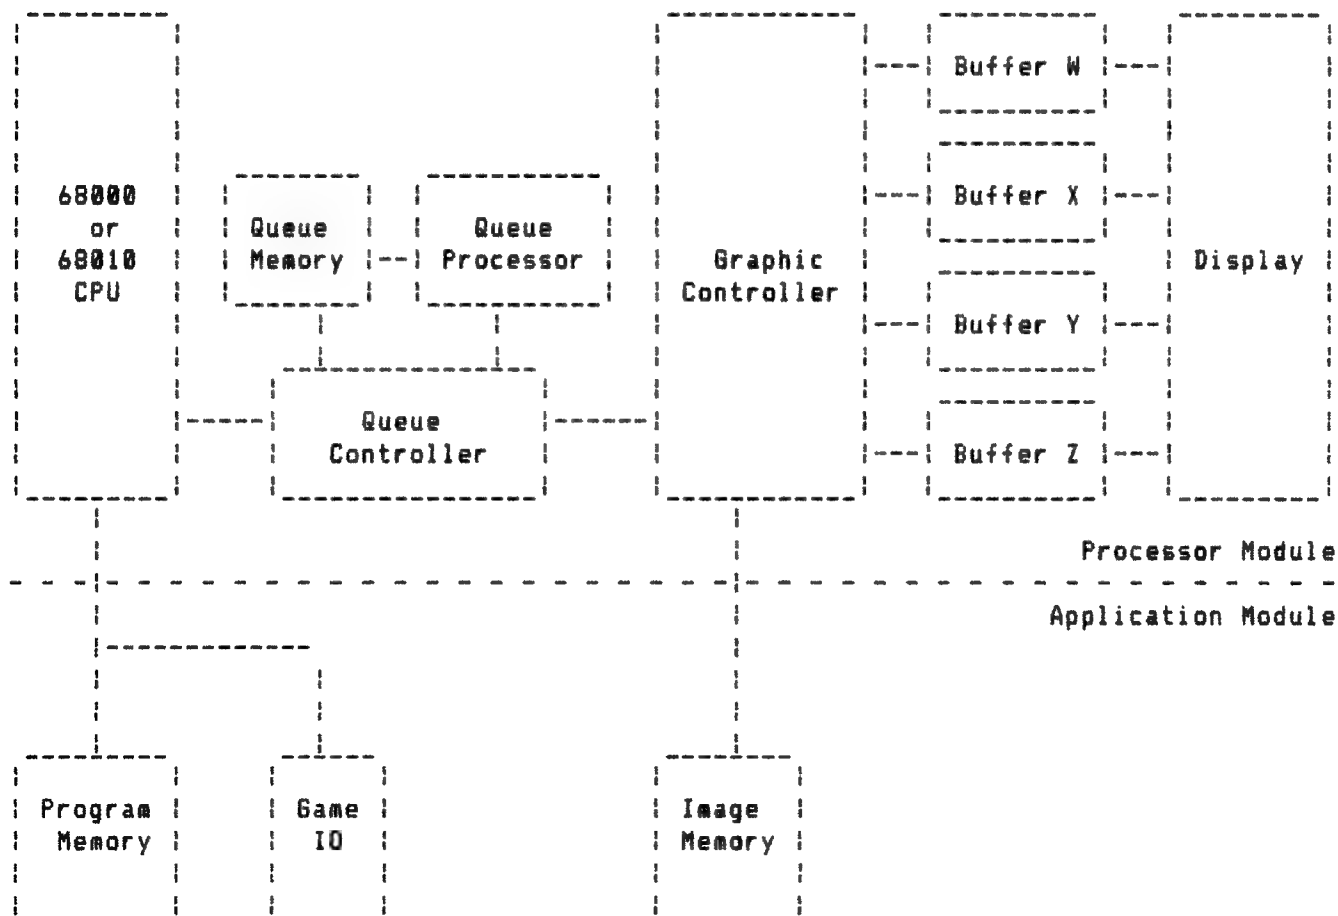 68000
or
68010
CPU
Queue
Memory
Queue
Processor
Queue
Controller
Graphic
Controller
Buffer W
Buffer X
Buffer Y
Buffer Z
Display
Processor Module
Application Module
Program
Memory
Game
IO
Image
Memory